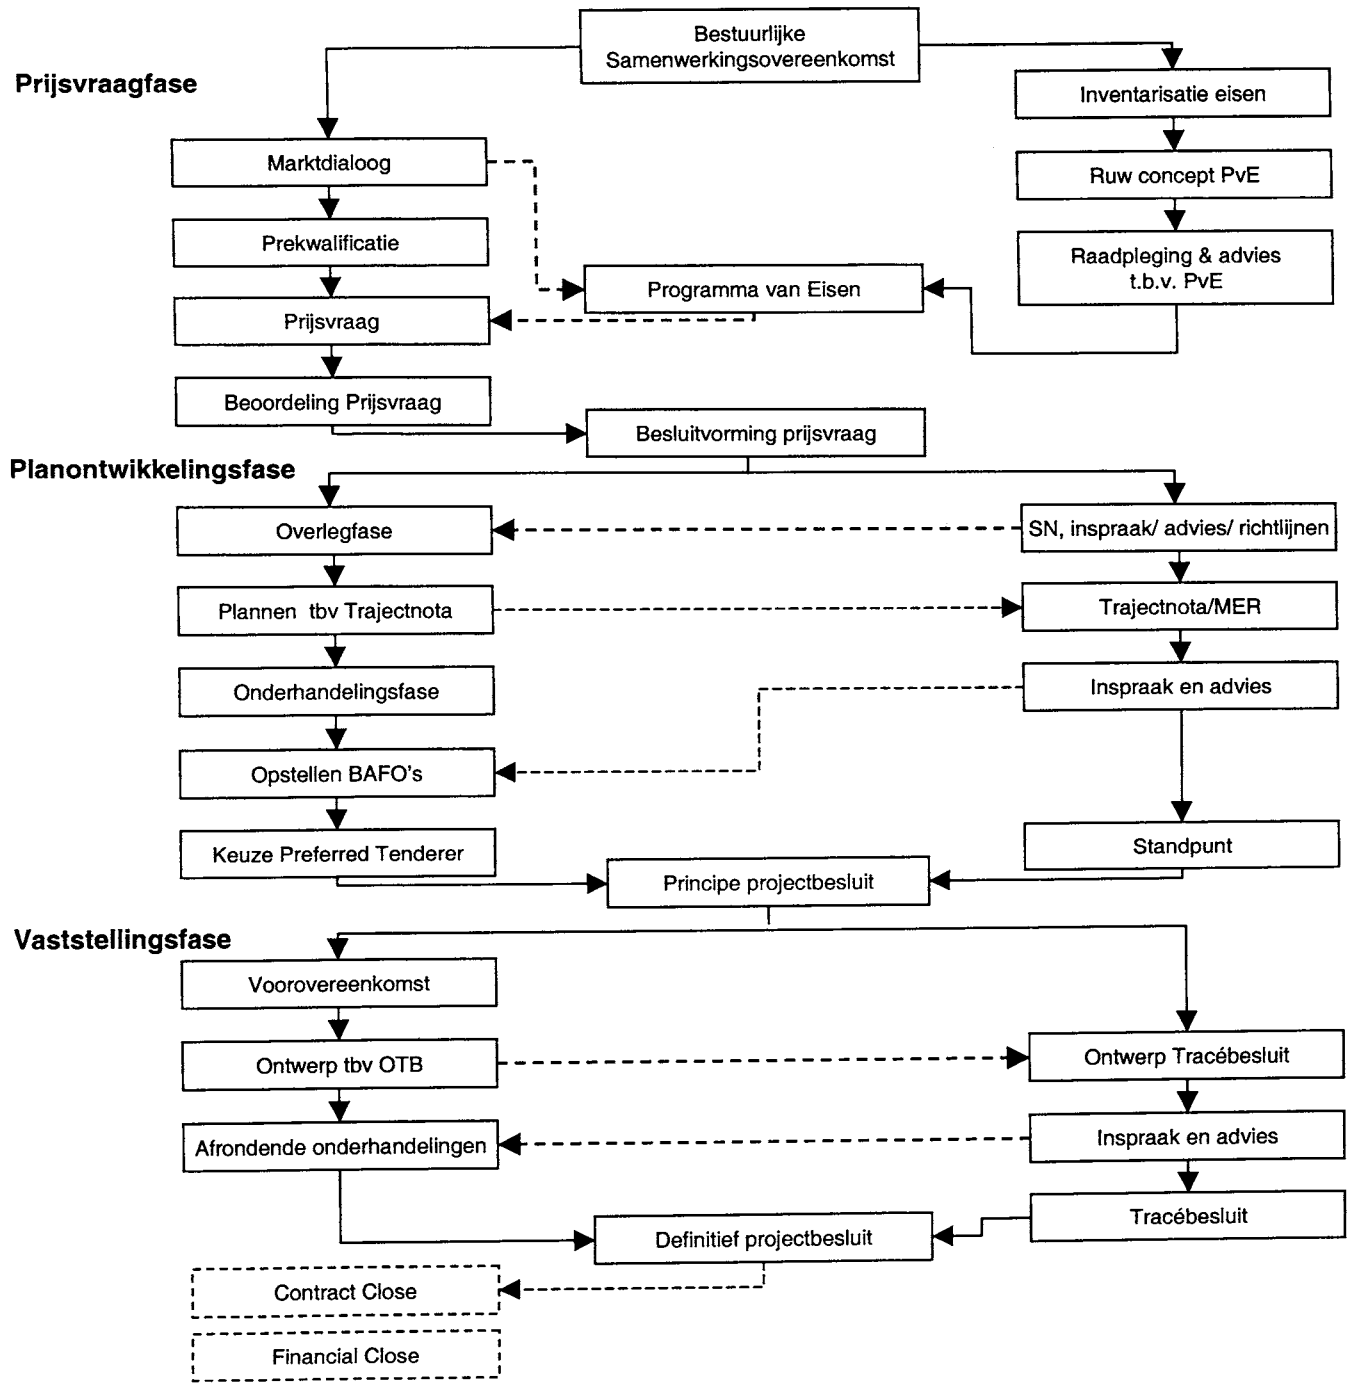 Bestuurlijke
Samenwerkingsovereenkomst
Prijsvraagfase
Inventarisatie eisen
Marktdialoog
Ruw concept PvE
Prekwalificatie
Raadpleging & advies
t.b.v. PvE
Programma van Eisen
Prijsvraag
Beoordeling Prijsvraag
Besluitvorming prijsvraag
Planontwikkelingsfase
Overlegfase
SN, inspraak/ advies/ richtlijnen
Plannen tbv Trajectnota
Trajectnota/MER
Onderhandelingsfase
Inspraak en advies
Opstellen BAFO's
Keuze Preferred Tenderer
Standpunt
Principe projectbesluit
Vaststellingsfase
Voorovereenkomst
Ontwerp tbv OTB
Ontwerp Tracébesluit
Afrondende onderhandelingen
Inspraak en advies
Tracébesluit
Definitief projectbesluit
Contract Close
Financial Close